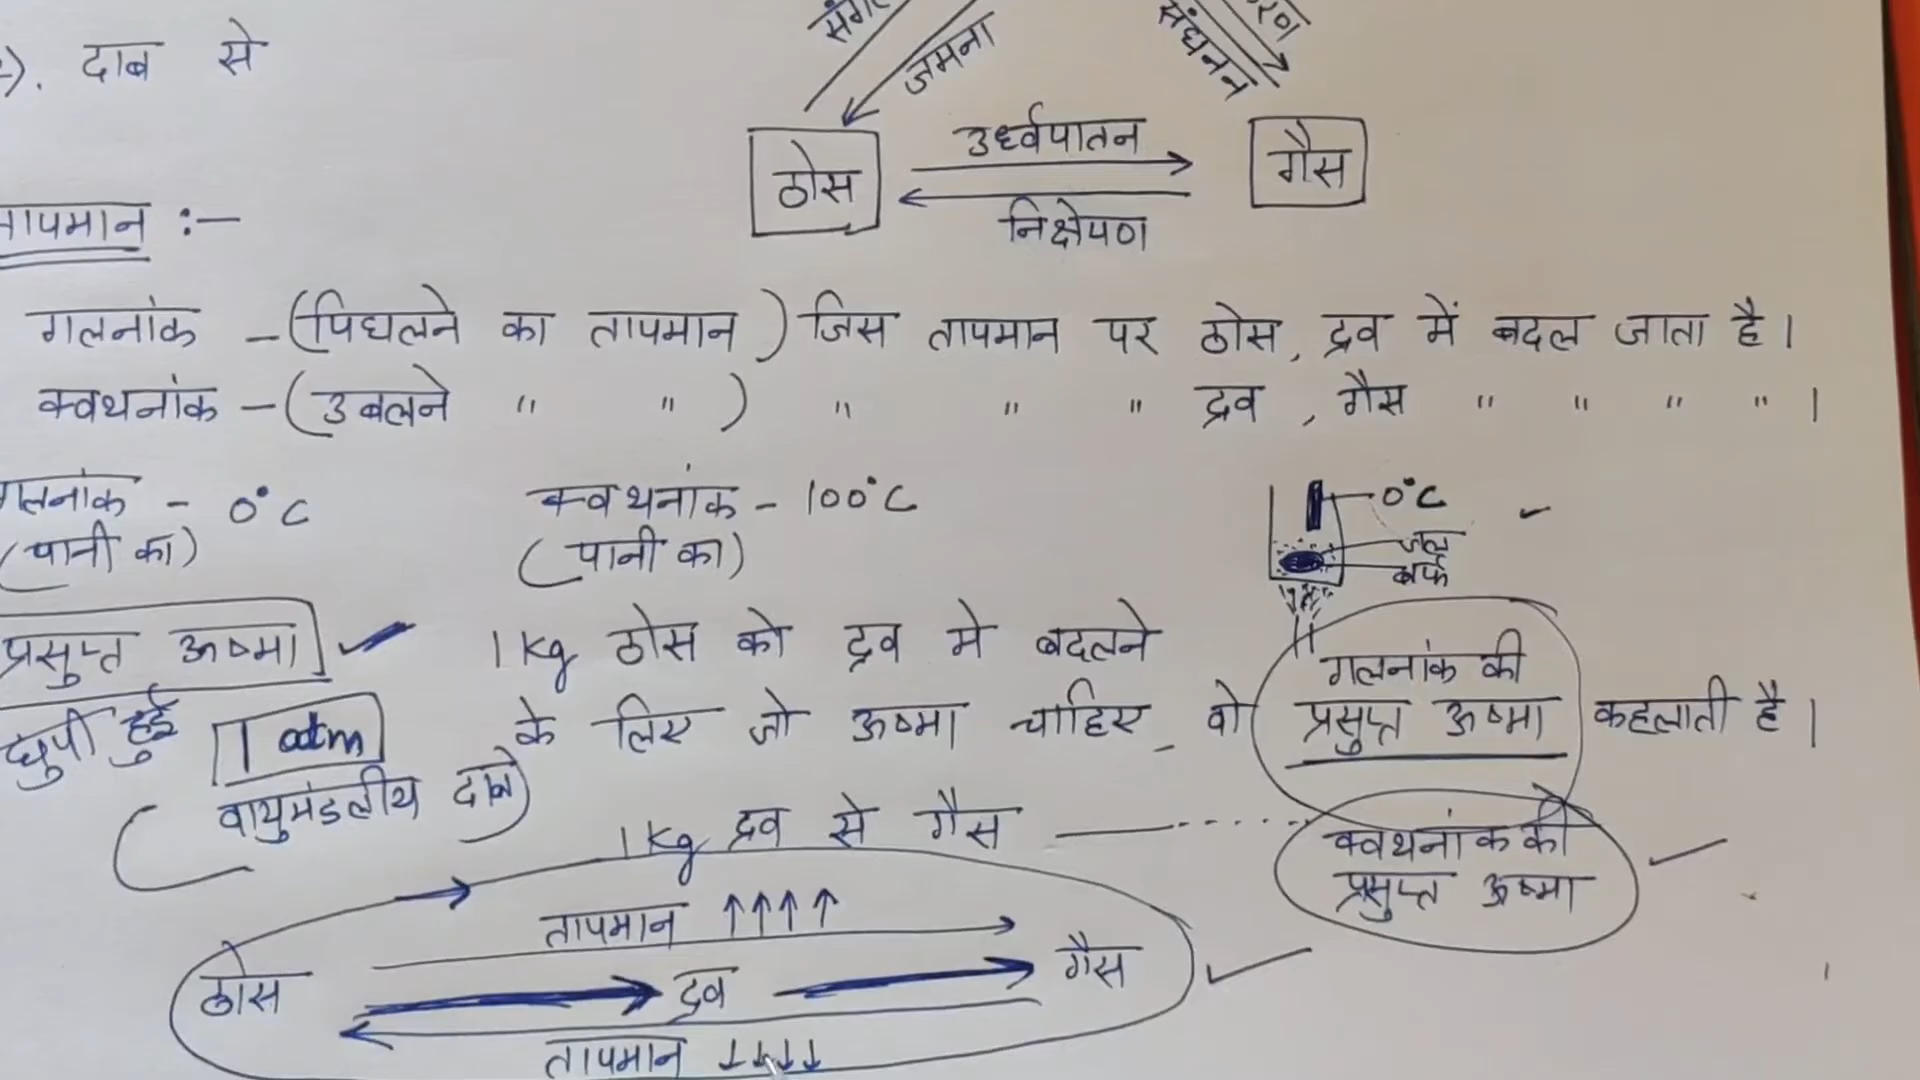 दाब से
जमना
संघनन
ठोस
उर्ध्वपातन
निक्षेपण
गैस
तापमान :-
गलनांक - (पिघलने का तापमान) जिस तापमान पर ठोस, द्रव में बदल जाता है।
क्वथनांक - (उबलने " " ) " " " द्रव, गैस " " " " ।
गलनांक - 0°C
(पानी का)
क्वथनांक - 100°C
(पानी का)
0°C
जल
बर्फ
प्रसुप्त ऊष्मा
छुपी हुई
1 atm
वायुमंडलीय दाब
1 kg ठोस को द्रव मे बदलने
के लिए जो ऊष्मा चाहिए, वो गलनांक की
प्रसुप्त ऊष्मा कहलाती है।
1 kg द्रव से गैस ———.......
क्वथनांक की
प्रसुप्त ऊष्मा
तापमान ↑↑↑↑
ठोस → द्रव → गैस
तापमान ↓↓↓↓